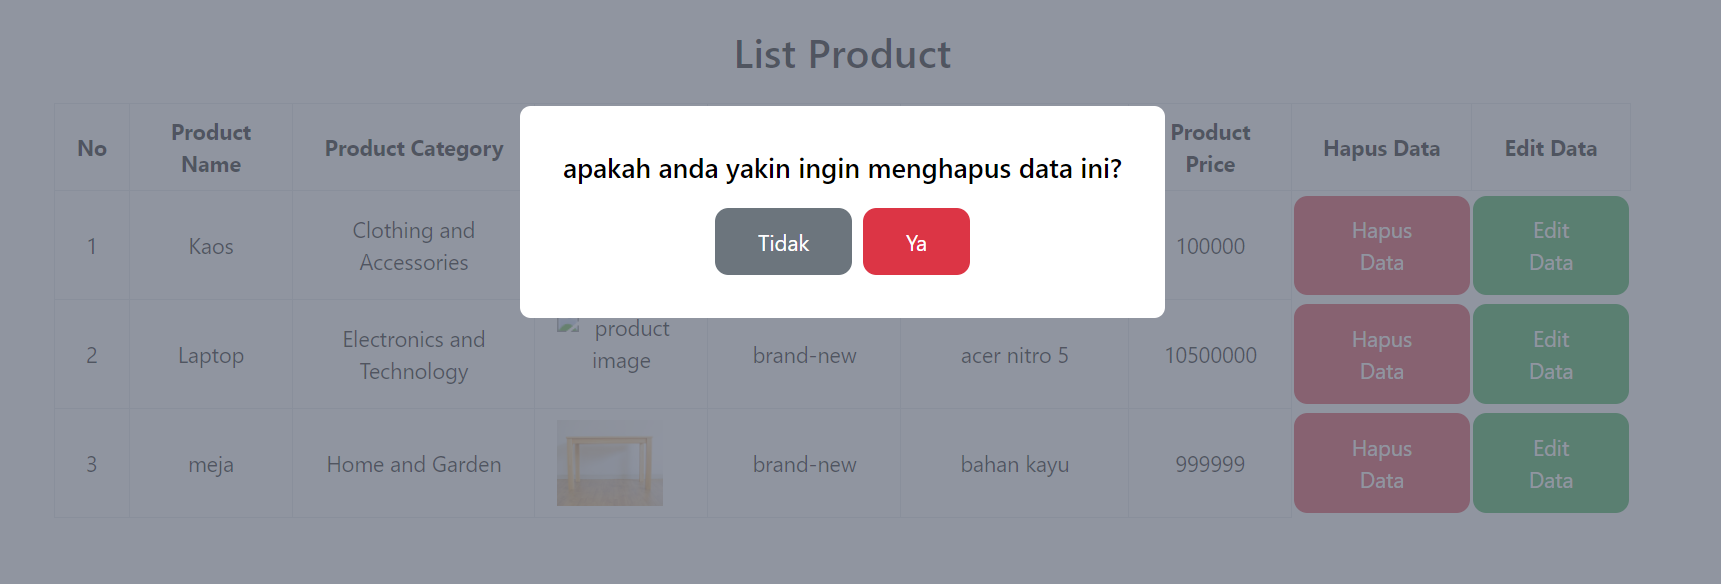 List Product
No
Product
Name
Product Category
Product
Price
Hapus Data
Edit Data
apakah anda yakin ingin menghapus data ini?
Tidak
Ya
1
Kaos
Clothing and
Accessories
100000
Hapus
Data
Edit
Data
2
Laptop
Electronics and
Technology
product
image
brand-new
acer nitro 5
10500000
Hapus
Data
Edit
Data
3
meja
Home and Garden
brand-new
bahan kayu
999999
Hapus
Data
Edit
Data